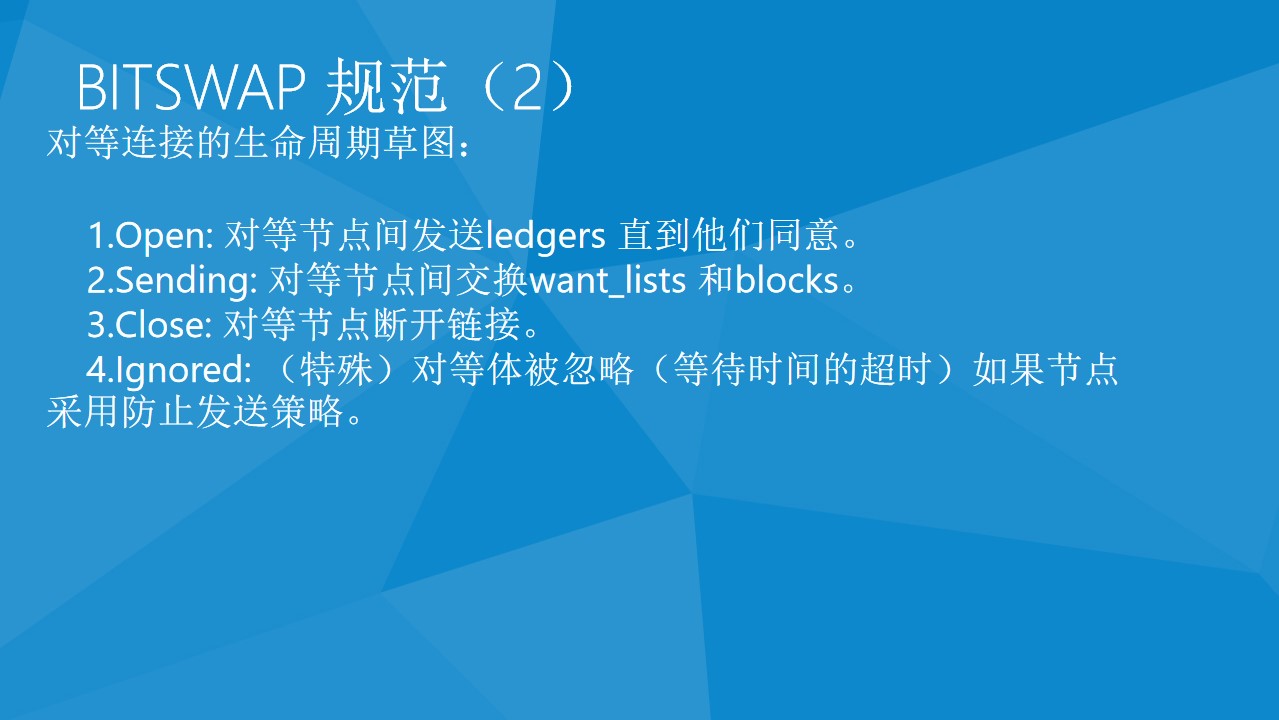 BITSWAP 规范（2）
对等连接的生命周期草图：
1.Open: 对等节点间发送ledgers 直到他们同意。
2.Sending: 对等节点间交换want_lists 和blocks。
3.Close: 对等节点断开链接。
4.Ignored: （特殊）对等体被忽略（等待时间的超时）如果节点
采用防止发送策略。